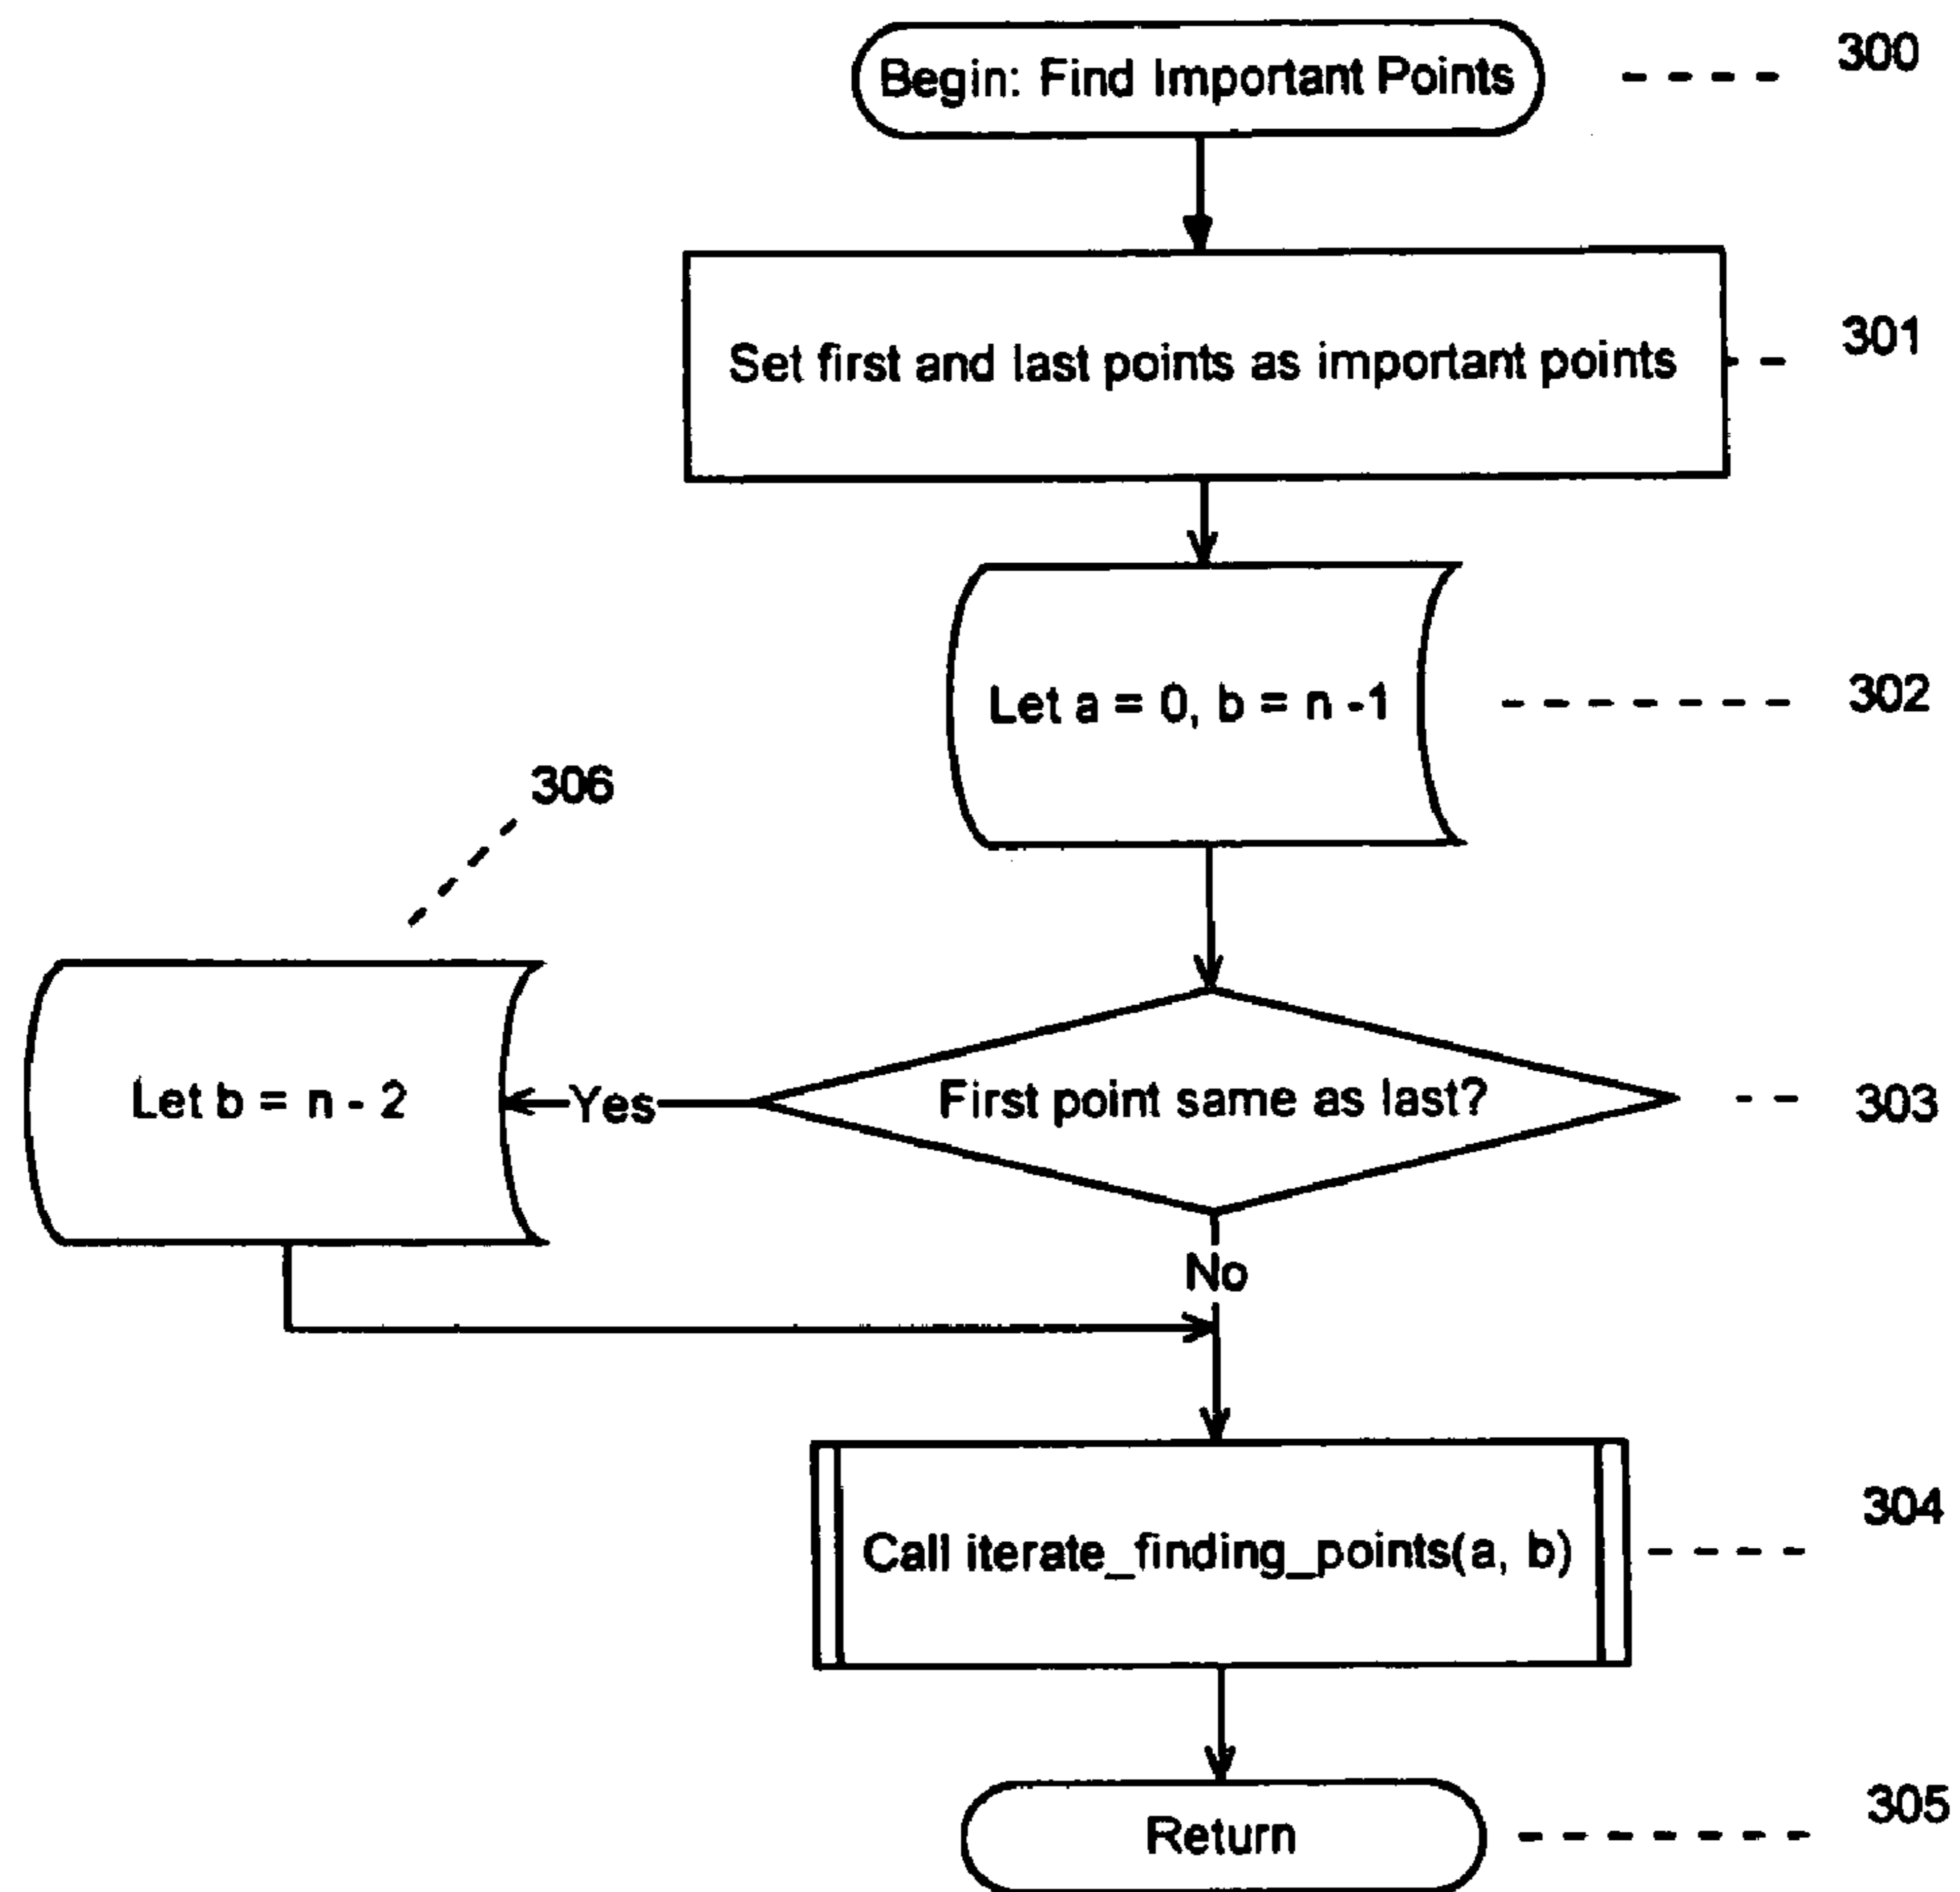 Begin: Find Important Points
300
Set first and last points as important points
301
Let a = 0, b = n -1
302
306
Let b = n - 2
Yes
First point same as last?
303
No
Call iterate_finding_points(a, b)
304
Return
305